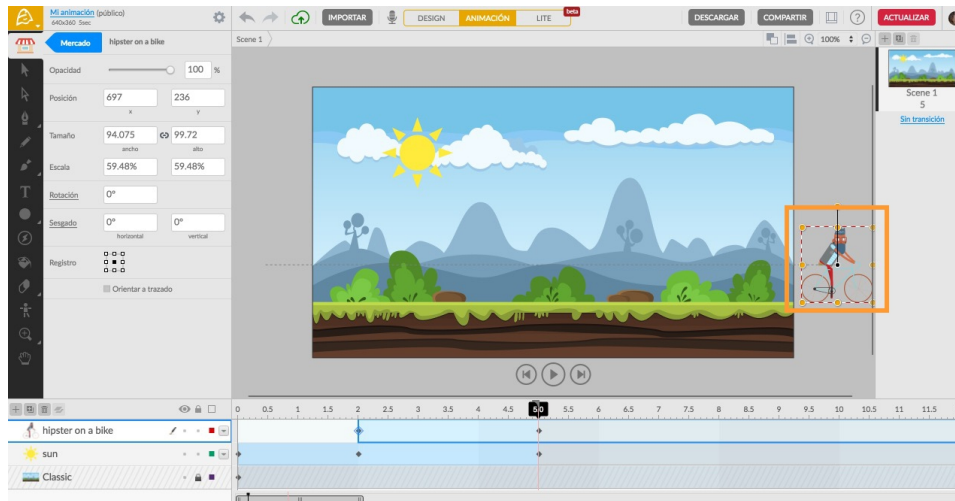 Mi animación (público)
640x360 5sec
IMPORTAR
DESIGN ANIMACIÓN LITE beta
DESCARGAR COMPARTIR ? ACTUALIZAR
Mercado hipster on a bike
Scene 1
100%
Opacidad 100 %
Posición 697 236
x y
Tamaño 94.075 99.72
ancho alto
Escala 59.48% 59.48%
T
Rotación 0°
Sesgado 0° 0°
horizontal vertical
Registro
Orientar a trazado
Scene 1
5
Sin transición
0 0.5 1 1.5 2 2.5 3 3.5 4 4.5 5.0 5.5 6 6.5 7 7.5 8 8.5 9 9.5 10 10.5 11 11.5
hipster on a bike
sun
Classic